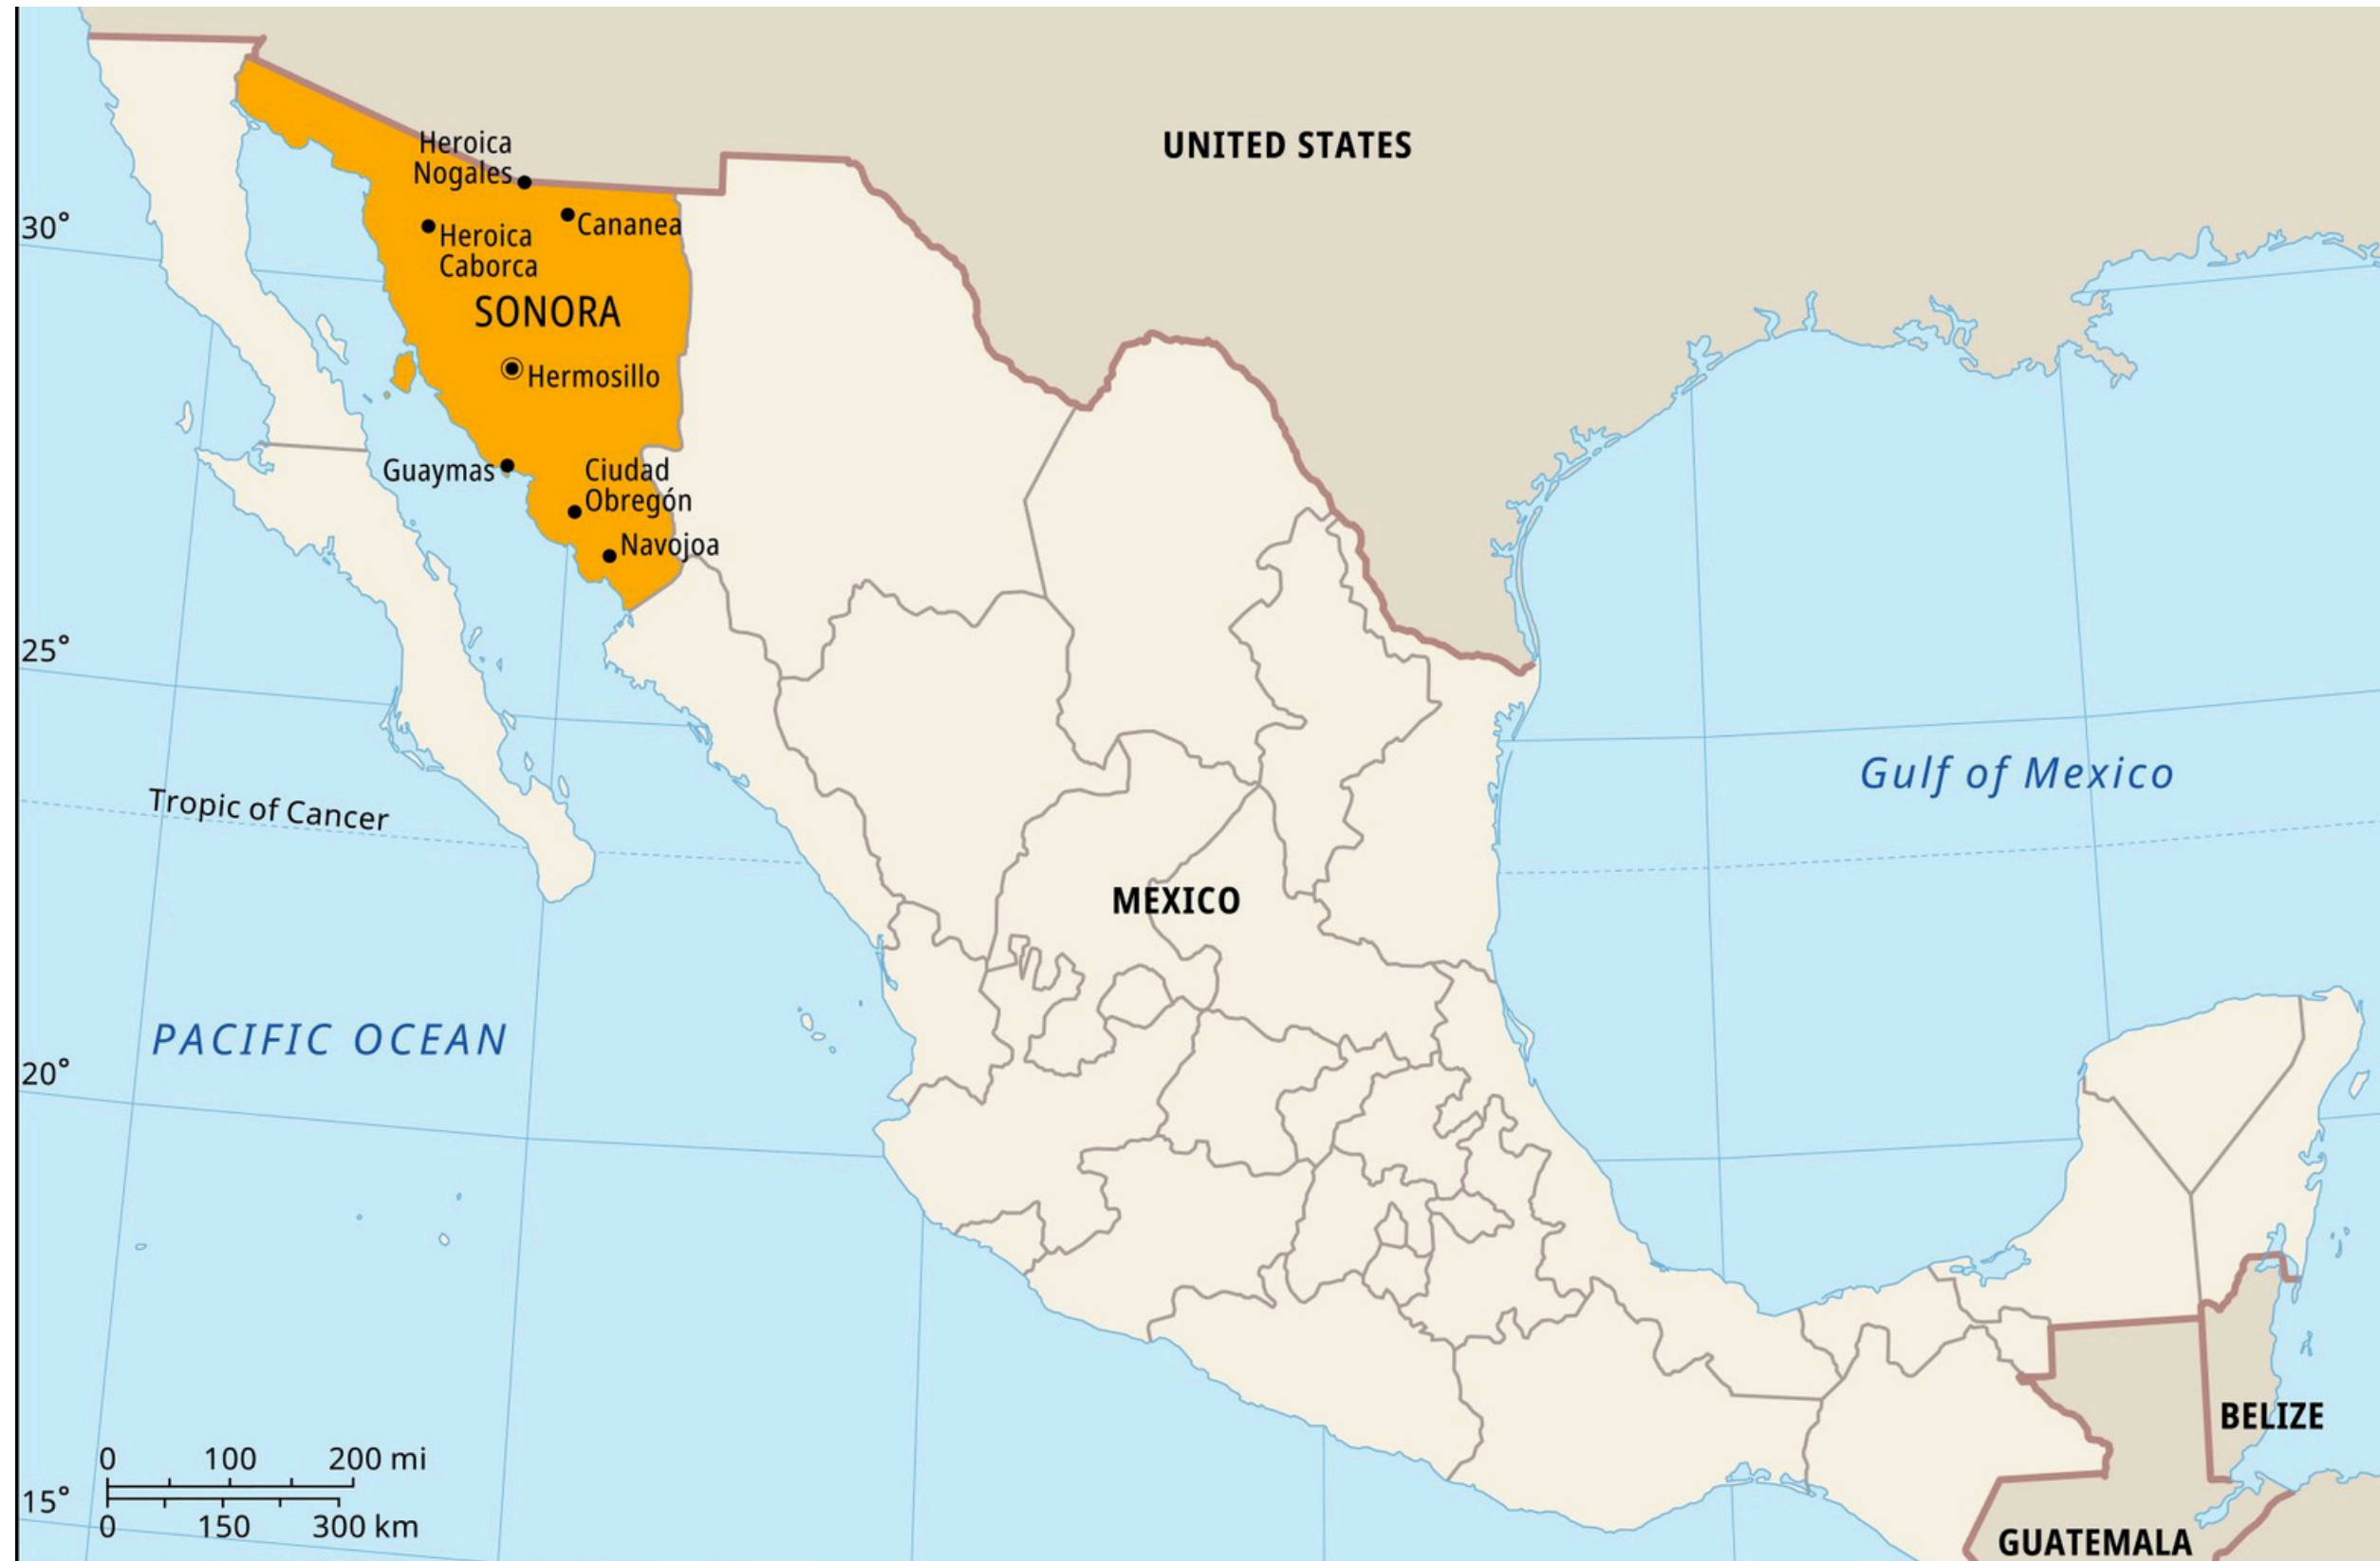 UNITED STATES
Heroica
Nogales
Cananea
30°
Heroica
Caborca
SONORA
Hermosillo
Guaymas
Ciudad
Obregón
Navojoa
25°
Gulf of Mexico
Tropic of Cancer
MEXICO
PACIFIC OCEAN
20°
BELIZE
0 100 200 mi
15°
0 150 300 km
GUATEMALA